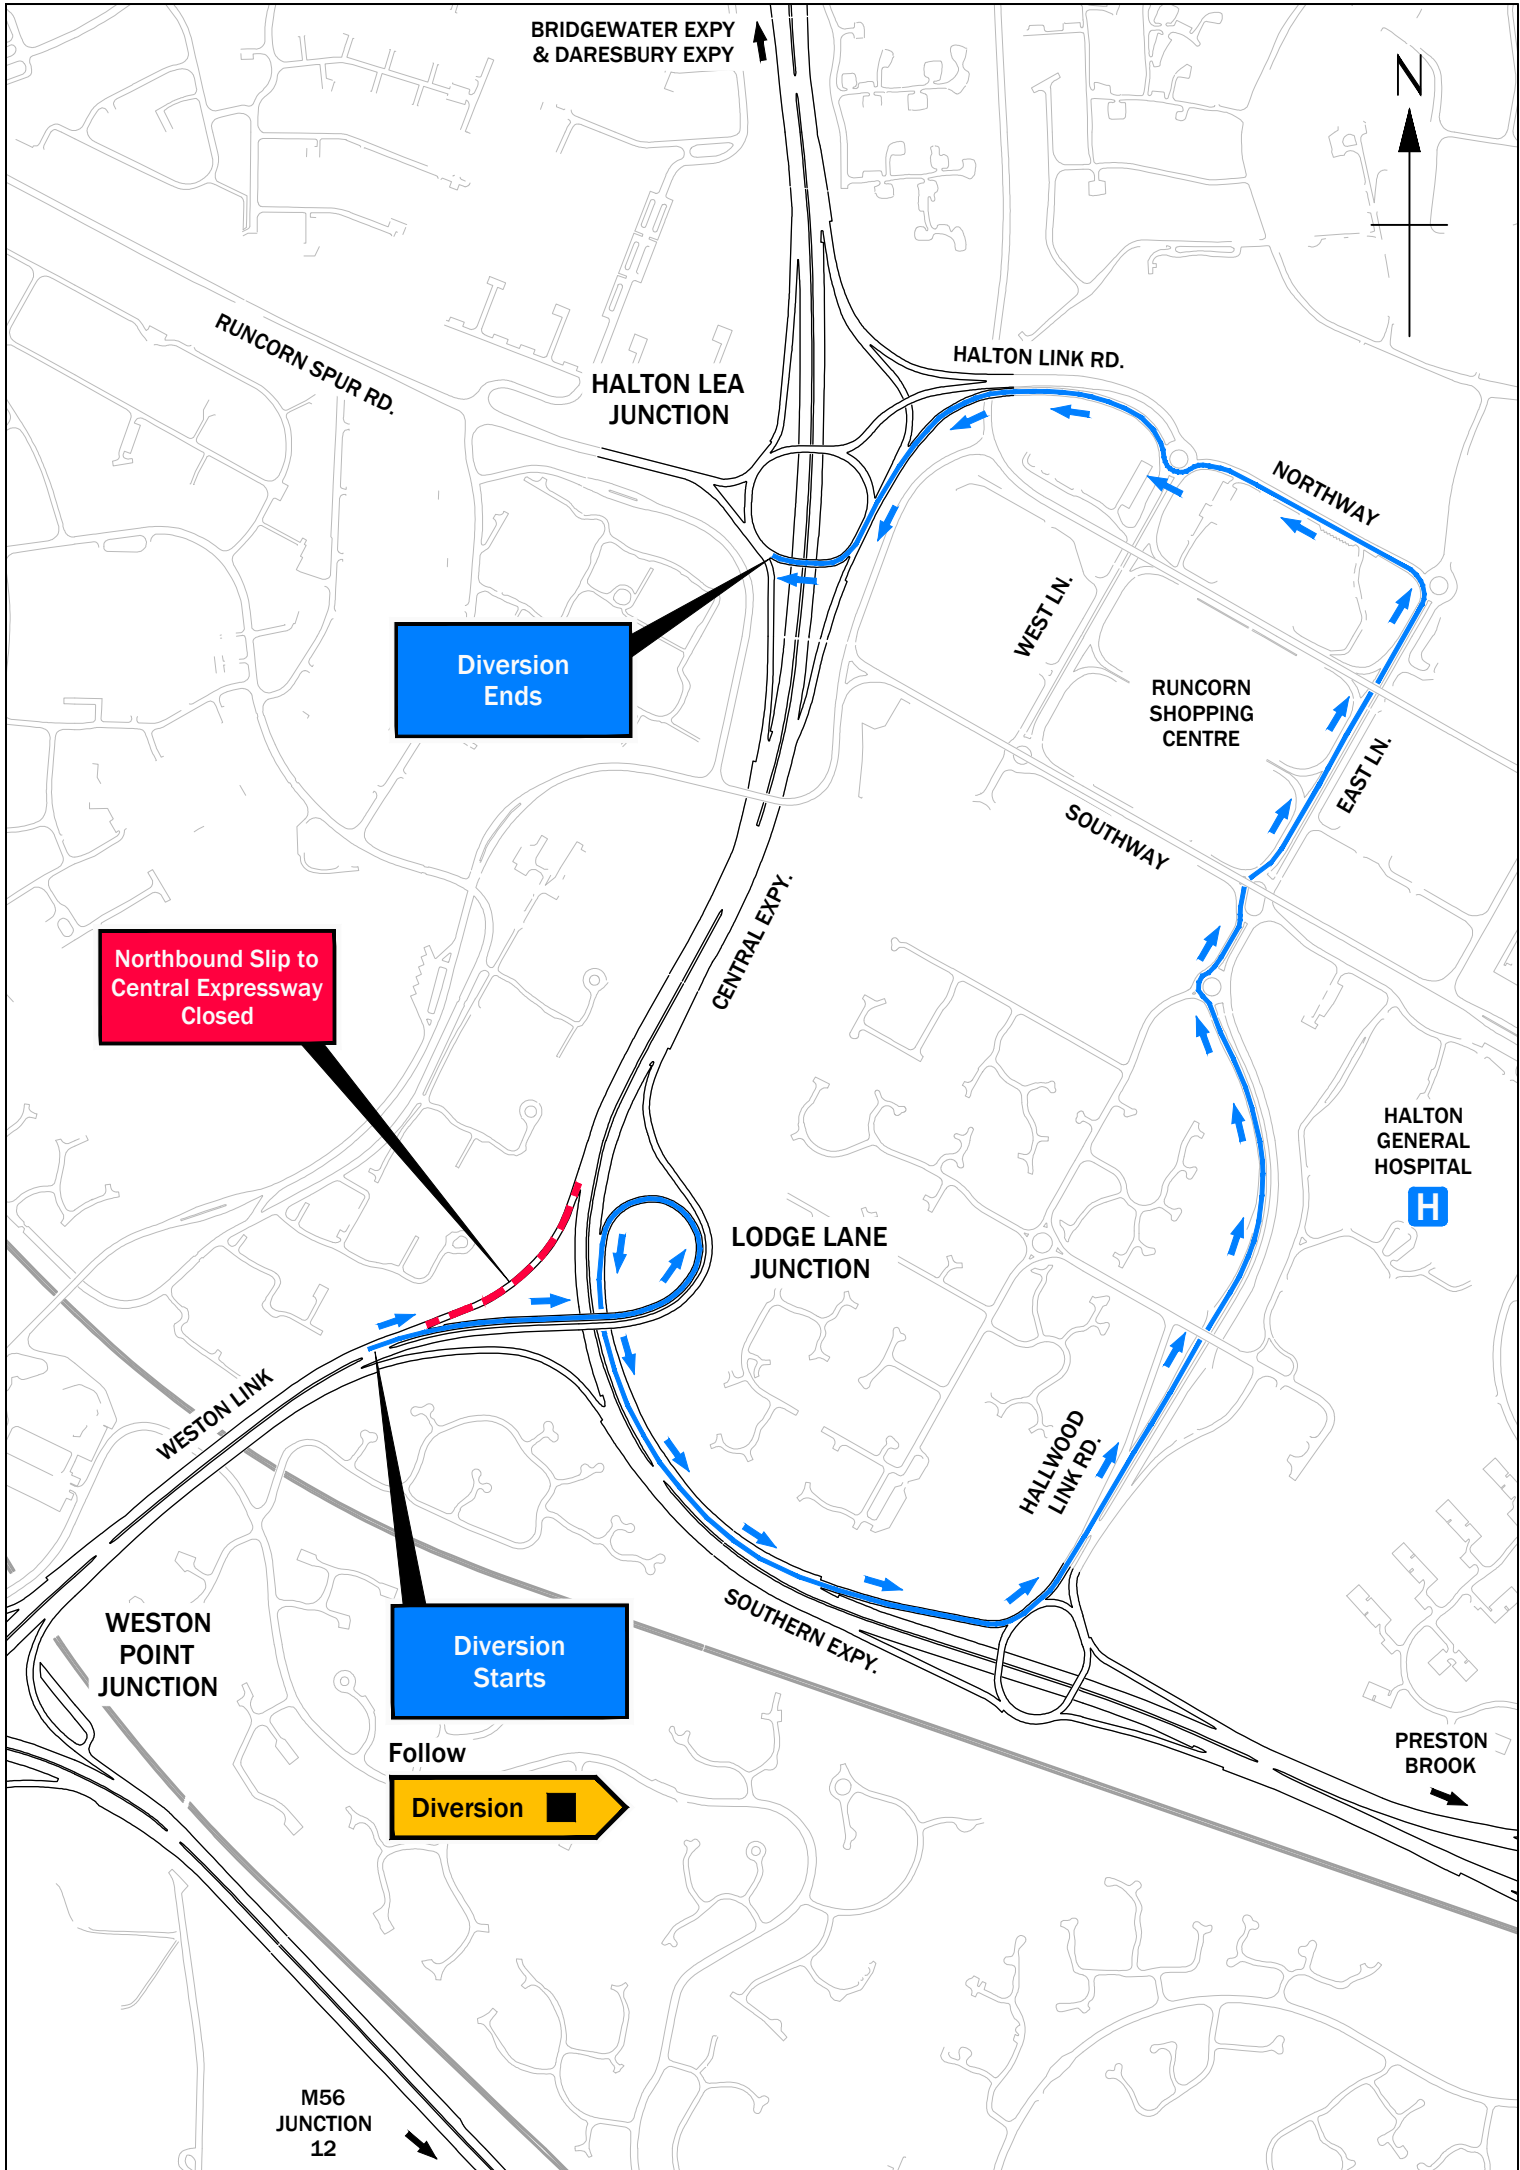 BRIDGEWATER EXPY
& DARESBURY EXPY
N
RUNCORN SPUR RD.
HALTON LEA
JUNCTION
HALTON LINK RD.
NORTHWAY
WEST LN.
Diversion
Ends
RUNCORN
SHOPPING
CENTRE
EAST LN.
SOUTHWAY
CENTRAL EXPY.
Northbound Slip to
Central Expressway
Closed
HALTON
GENERAL
HOSPITAL
H
LODGE LANE
JUNCTION
WESTON LINK
HALLWOOD
LINK RD.
SOUTHERN EXPY.
WESTON
POINT
JUNCTION
Diversion
Starts
Follow
Diversion
PRESTON
BROOK
M56
JUNCTION
12